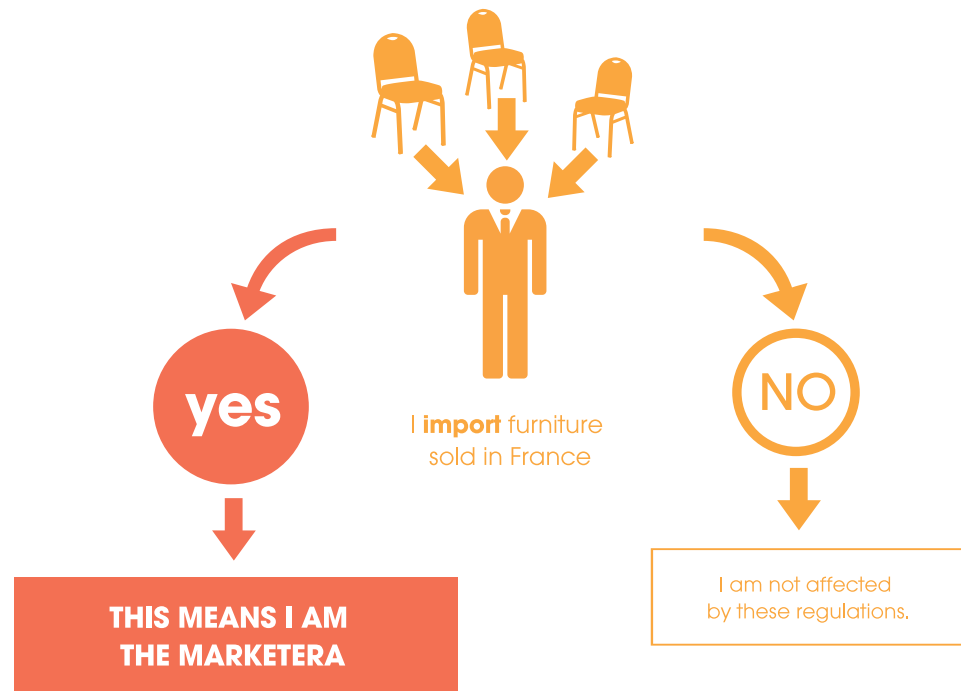 yes
NO
I import furniture
sold in France
THIS MEANS I AM
THE MARKETERA
I am not affected
by these regulations.